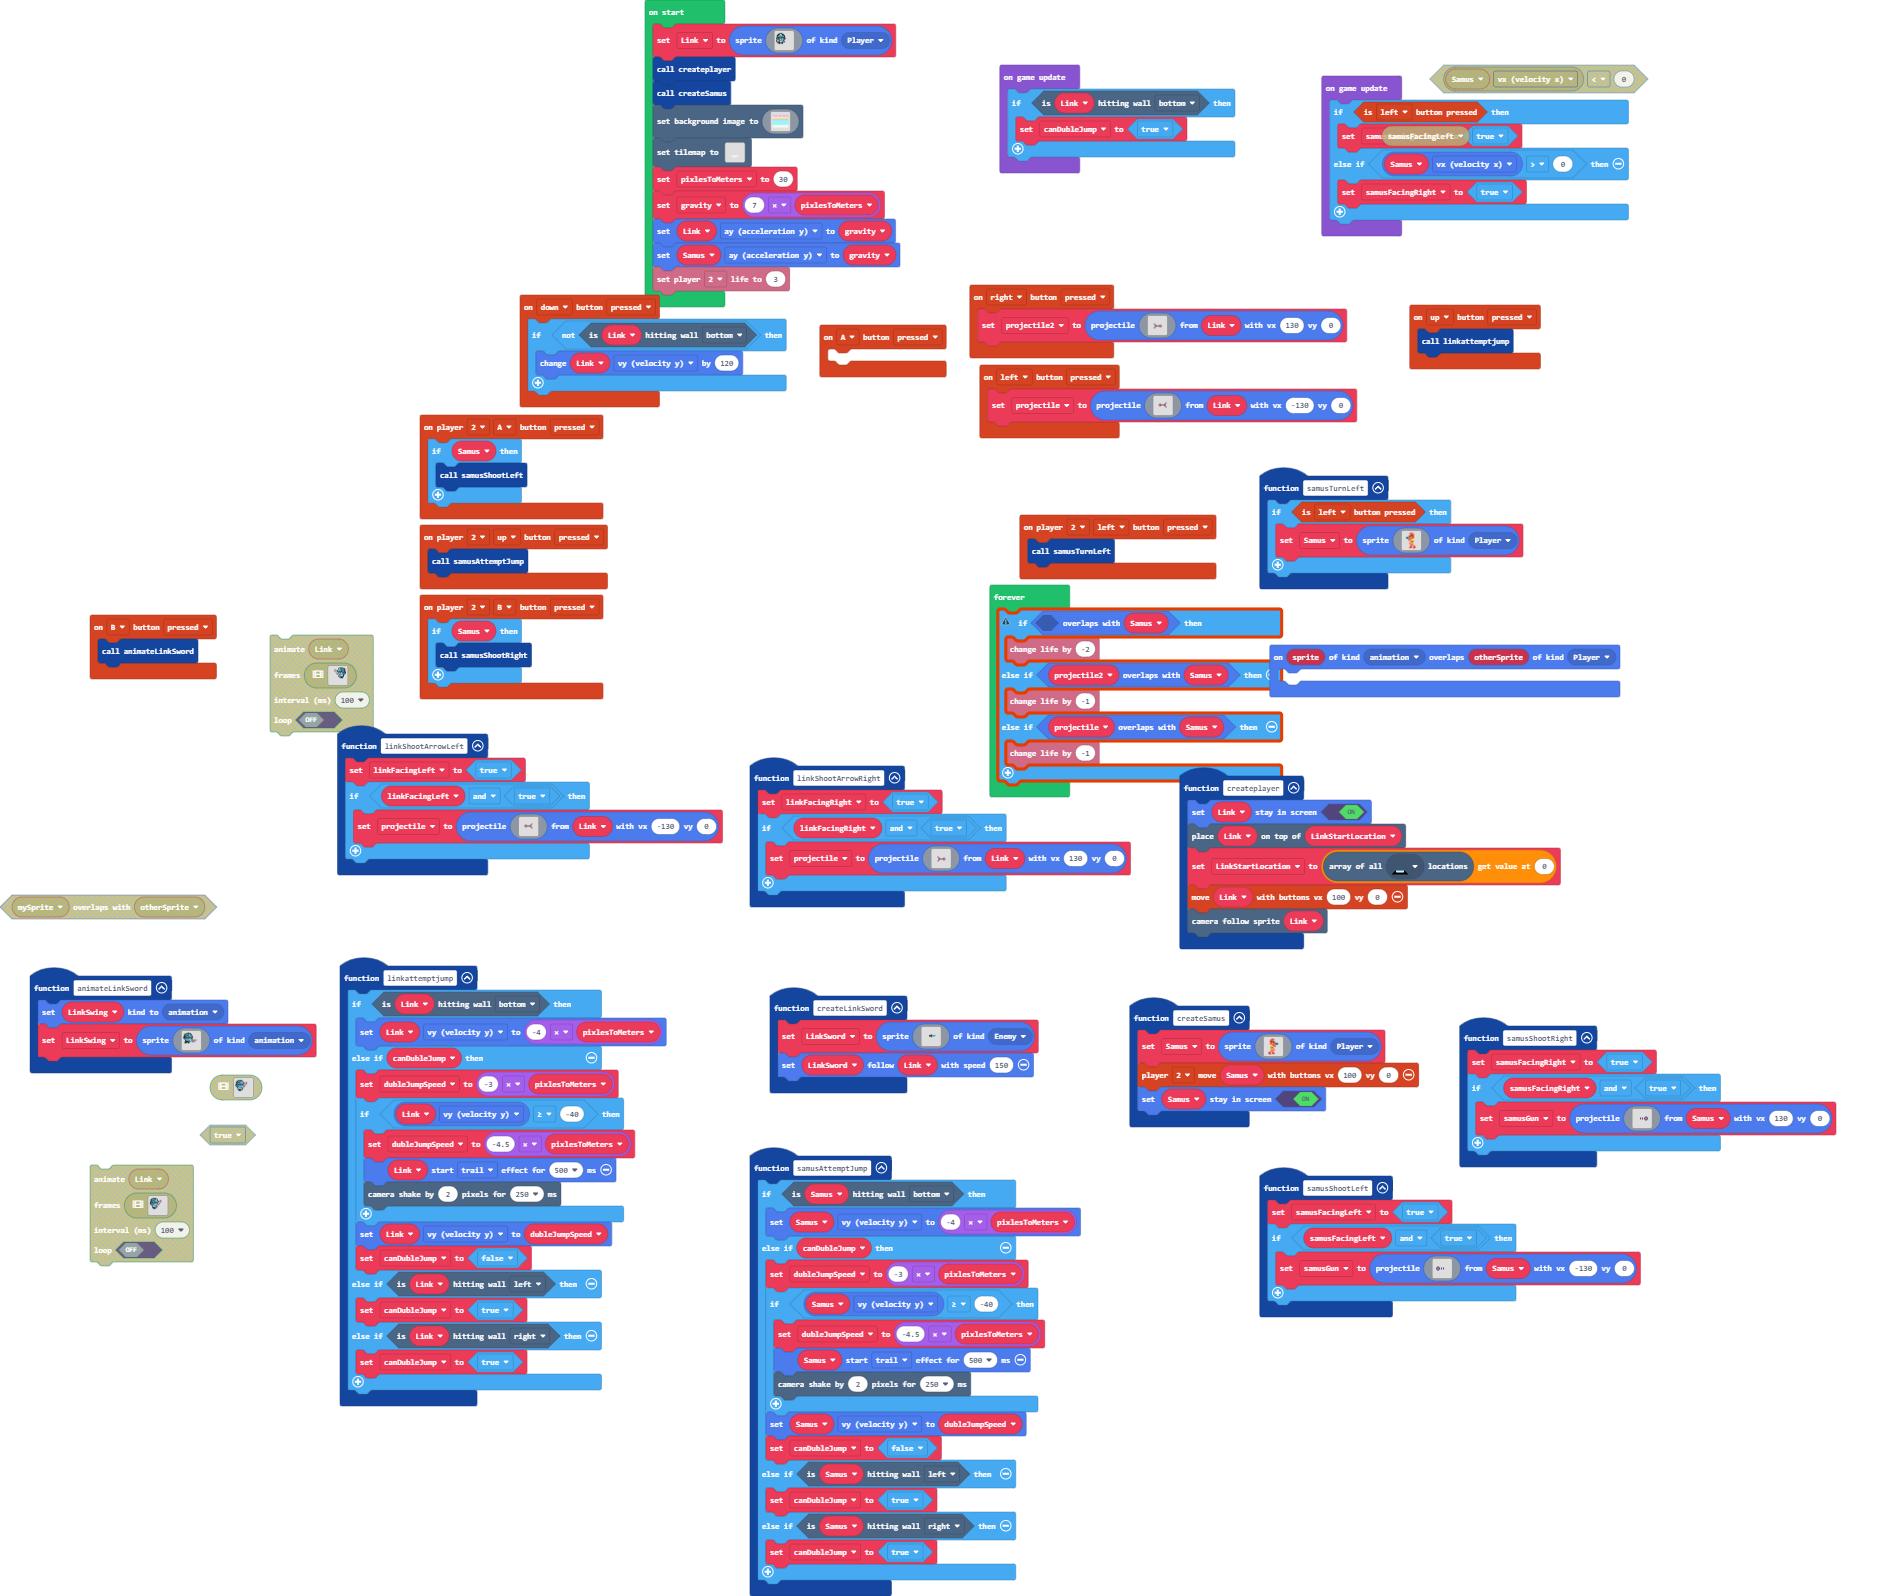 on start
set Link to sprite of kind Player
call createplayer
call createSamus
set background image to
set tilemap to
set pixlesToMeters to 30
set gravity to 7 × pixlesToMeters
set Link ay (acceleration y) to gravity
set Samus ay (acceleration y) to gravity
set player 2 life to 3
on game update
if is Link hitting wall bottom then
set canDubleJump to true
Samus vx (velocity x) < 0
on game update
if is left button pressed then
set samusFacingLeft true
else if Samus vx (velocity x) > 0 then
set samusFacingRight to true
on down button pressed
if not is Link hitting wall bottom then
change Link vy (velocity y) by 120
on A button pressed
on right button pressed
set projectile2 to projectile from Link with vx 130 vy 0
on left button pressed
set projectile to projectile from Link with vx -130 vy 0
on up button pressed
call linkattemptjump
on player 2 A button pressed
if Samus then
call samusShootLeft
on player 2 up button pressed
call samusAttemptJump
on player 2 B button pressed
if Samus then
call samusShootRight
on player 2 left button pressed
call samusTurnLeft
function samusTurnLeft
if is left button pressed then
set Samus to sprite of kind Player
on B button pressed
call animateLinkSword
animate Link
frames
interval (ms) 100
loop OFF
forever
if overlaps with Samus then
change life by -2
else if projectile2 overlaps with Samus then
change life by -1
else if projectile overlaps with Samus then
change life by -1
on sprite of kind animation overlaps otherSprite of kind Player
function linkShootArrowLeft
set linkFacingLeft to true
if linkFacingLeft and true then
set projectile to projectile from Link with vx -130 vy 0
function linkShootArrowRight
set linkFacingRight to true
if linkFacingRight and true then
set projectile to projectile from Link with vx 130 vy 0
function createplayer
set Link stay in screen ON
place Link on top of LinkStartLocation
set LinkStartLocation to array of all locations get value at 0
move Link with buttons vx 100 vy 0
camera follow sprite Link
mySprite overlaps with otherSprite
function animateLinkSword
set LinkSwing kind to animation
set LinkSwing to sprite of kind animation
true
animate Link
frames
interval (ms) 100
loop OFF
function linkattemptjump
if is Link hitting wall bottom then
set Link vy (velocity y) to -4 × pixlesToMeters
else if canDubleJump then
set dubleJumpSpeed to -3 × pixlesToMeters
if Link vy (velocity y) ≥ -40 then
set dubleJumpSpeed to -4.5 × pixlesToMeters
Link start trail effect for 500 ms
camera shake by 2 pixels for 250 ms
set Link vy (velocity y) to dubleJumpSpeed
set canDubleJump to false
else if is Link hitting wall left then
set canDubleJump to true
else if is Link hitting wall right then
set canDubleJump to true
function createLinkSword
set LinkSword to sprite of kind Enemy
set LinkSword follow Link with speed 150
function createSamus
set Samus to sprite of kind Player
player 2 move Samus with buttons vx 100 vy 0
set Samus stay in screen ON
function samusShootRight
set samusFacingRight to true
if samusFacingRight and true then
set samusGun to projectile from Samus with vx 130 vy 0
function samusAttemptJump
if is Samus hitting wall bottom then
set Samus vy (velocity y) to -4 × pixlesToMeters
else if canDubleJump then
set dubleJumpSpeed to -3 × pixlesToMeters
if Samus vy (velocity y) ≥ -40 then
set dubleJumpSpeed to -4.5 × pixlesToMeters
Samus start trail effect for 500 ms
camera shake by 2 pixels for 250 ms
set Samus vy (velocity y) to dubleJumpSpeed
set canDubleJump to false
else if is Samus hitting wall left then
set canDubleJump to true
else if is Samus hitting wall right then
set canDubleJump to true
function samusShootLeft
set samusFacingLeft to true
if samusFacingLeft and true then
set samusGun to projectile from Samus with vx -130 vy 0